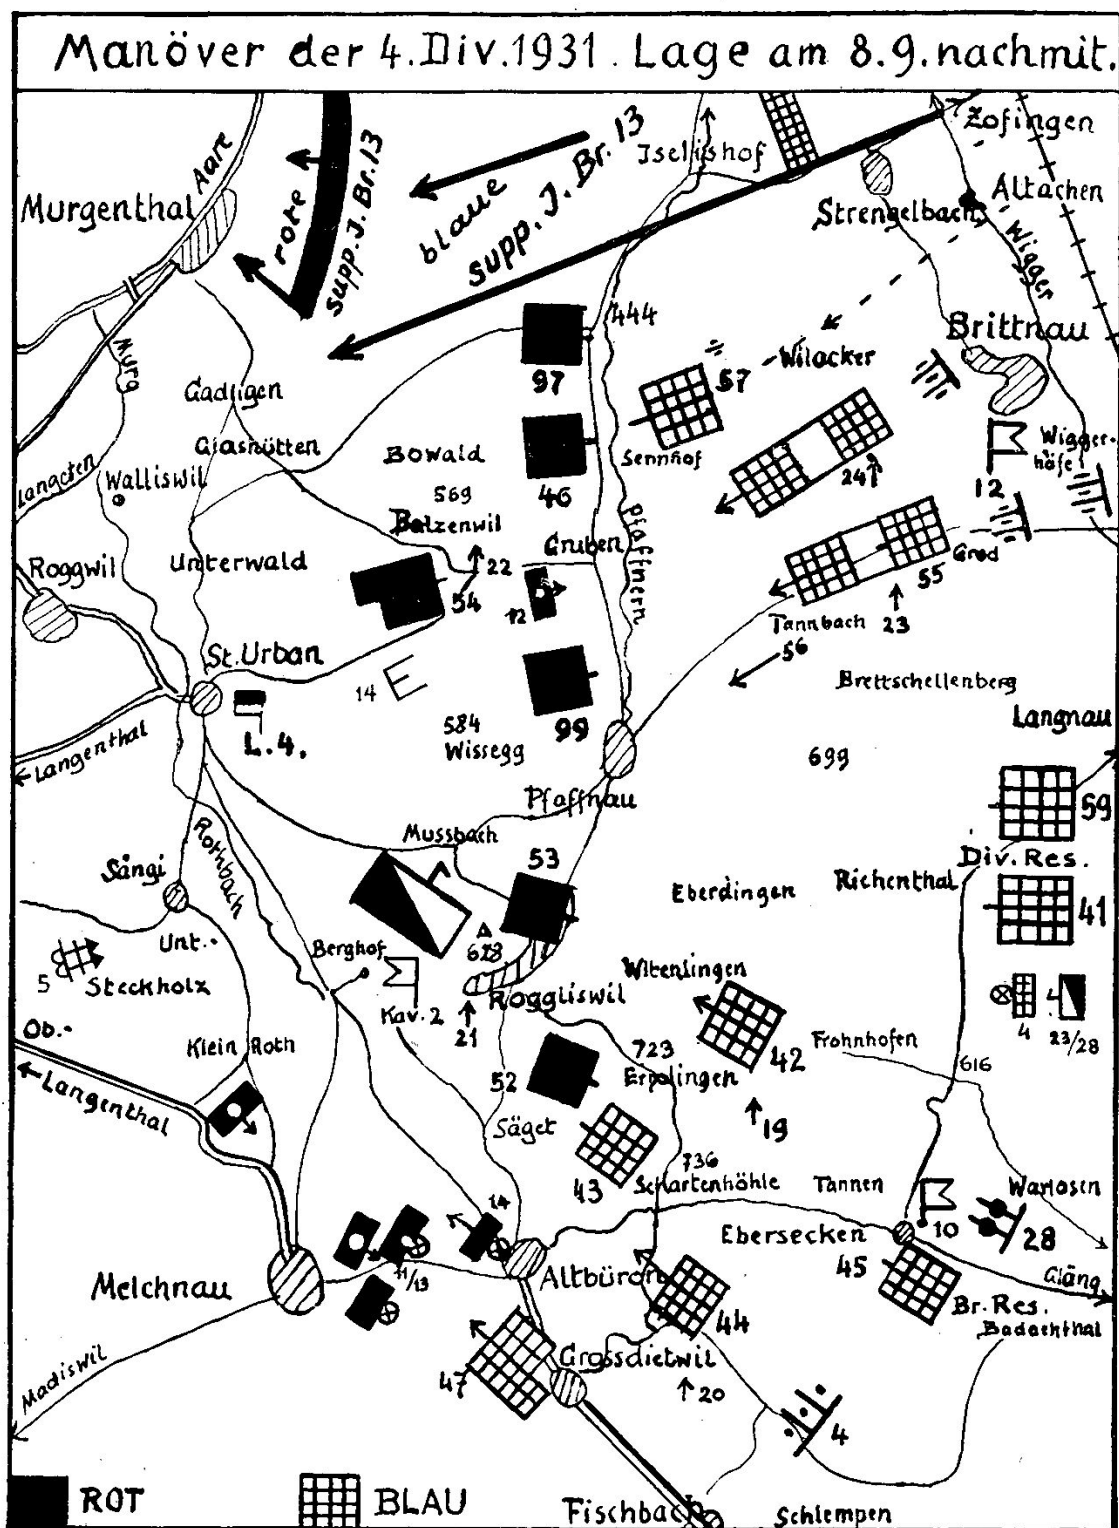 Manöver der 4. Div. 1931. Lage am 8. 9. nachmit.
Zofingen
Iselishof
Altachen
Aare
Murgenthal
rote
supp. J. Br. 13
blaue
supp. J. Br. 13
Strengelbach
Wigger
444
Brittnau
Murg
97
Wilacker
57
Gadligen
Glashütten
Bowald
Sennhof
Wigger-
höfe
Langeten
Walliswil
46
24
12
569
Balzenwil
Gruben
Pfaffnern
Roggwil
Unterwald
22
54
12
Grod
55
Tannbach
23
56
St. Urban
14
Brettschellenberg
L. 4.
584
Wissegg
99
Langnau
Langenthal
699
Pfaffnau
59
Mussbach
Rothbach
53
Div. Res.
Sängi
Eberdingen
Richenthal
41
Unt.-
Berghof
628
5
Steckholz
Witenlingen
Roggliswil
Kav. 2
21
4
23/28
Ob.-
Klein Roth
42
Frohnhofen
723
616
52
Erpolingen
Langenthal
19
Säget
736
43
Schartenhöhle
Tannen
Warlosen
14
Ebersecken
10
28
11/13
Melchnau
Altbüron
45
Gläng
44
Br. Res.
Badachthal
47
Grossdietwil
20
Madiswil
4
ROT
BLAU
Fischbach
Schlempen